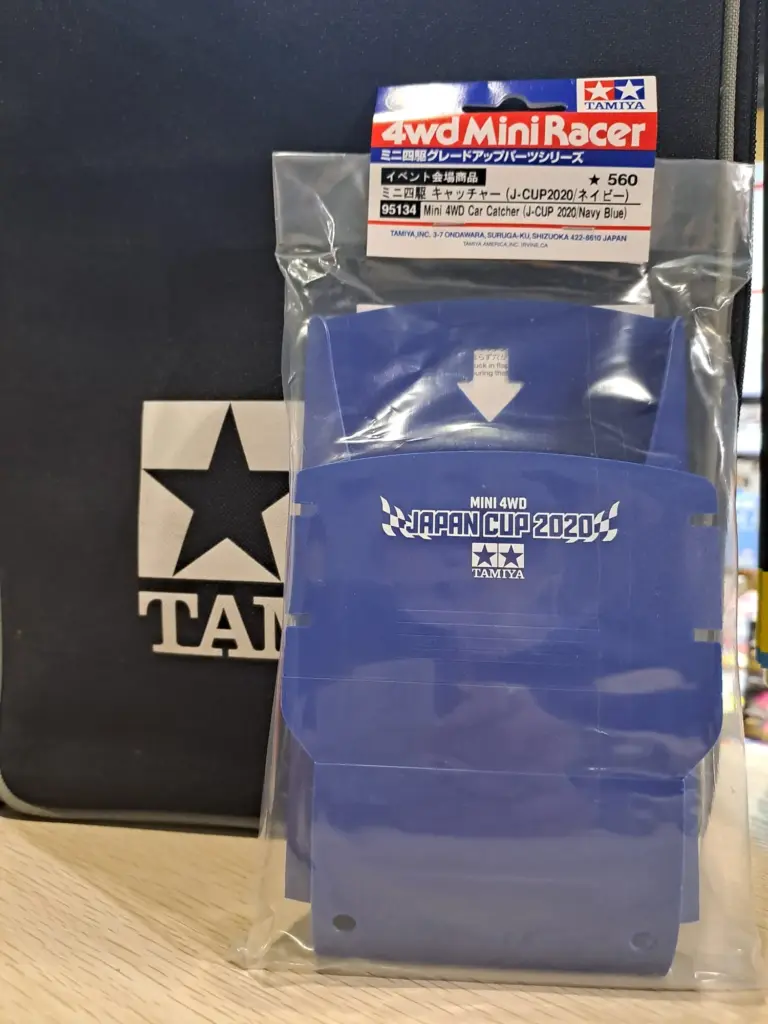 TAMIYA
4wd Mini Racer
ミニ四駆グレードアップパーツシリーズ
イベント会場商品 ★ 560
ミニ四駆 キャッチャー (J-CUP2020/ネイビー)
95134 Mini 4WD Car Catcher (J-CUP 2020/Navy Blue)
TAMIYA,INC. 3-7 ONDAWARA, SURUGA-KU, SHIZUOKA 422-8610 JAPAN
TAMIYA AMERICA,INC. IRVINE,CA
MINI 4WD
JAPAN CUP 2020
TAMIYA
TAM